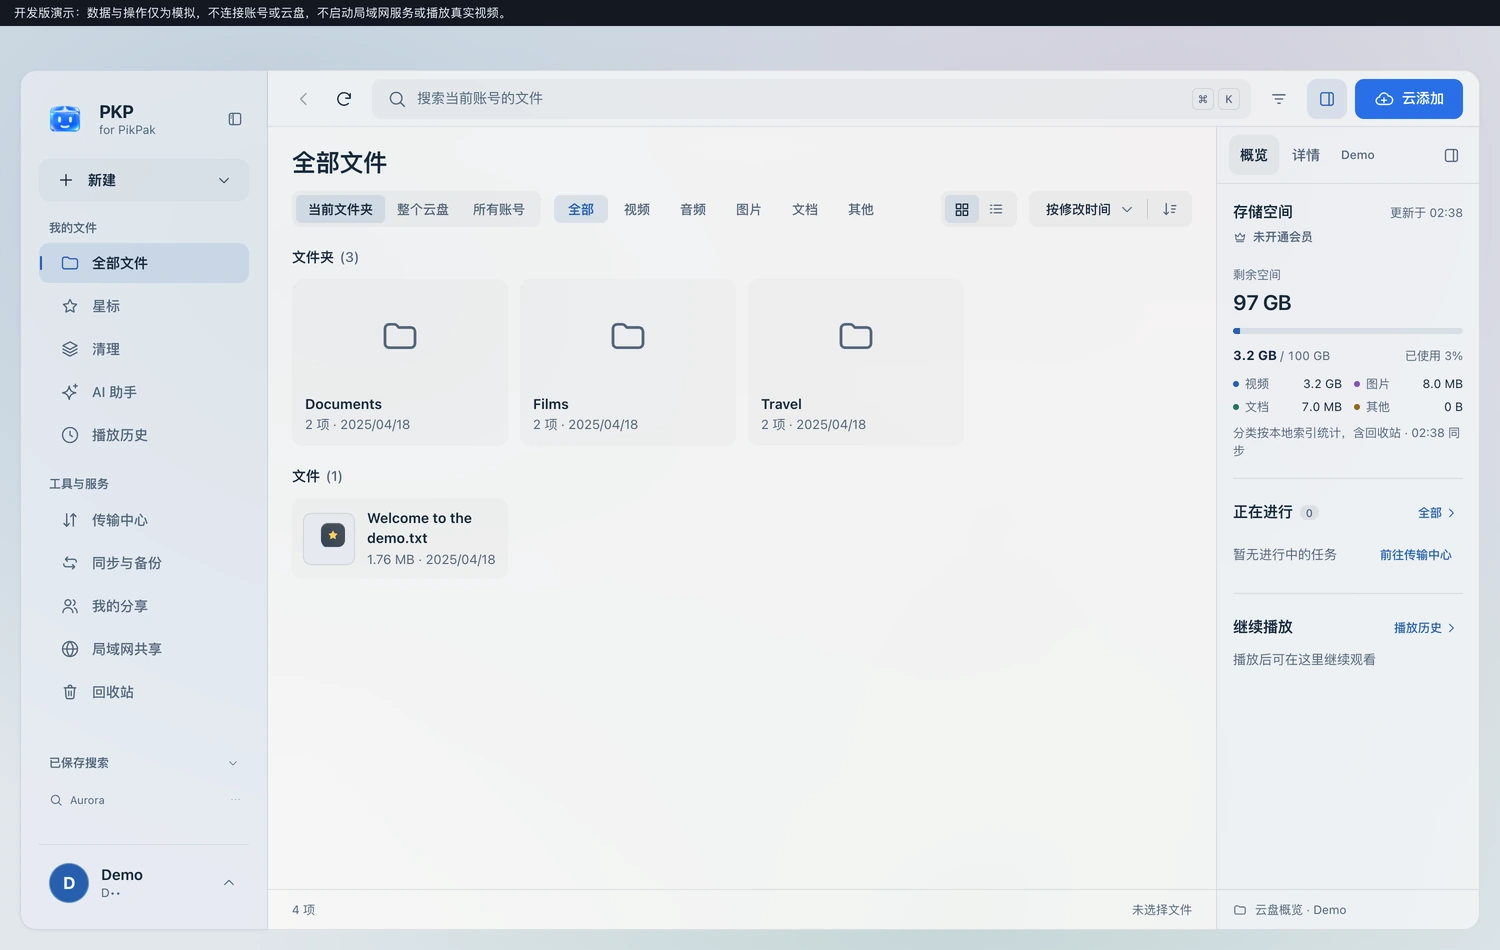 开发版演示：数据与操作仅为模拟，不连接账号或云盘，不启动局域网服务或播放真实视频。
PKP
for PikPak
新建
我的文件
全部文件
星标
清理
AI 助手
播放历史
工具与服务
传输中心
同步与备份
我的分享
局域网共享
回收站
已保存搜索
Aurora
D
Demo
D••
搜索当前账号的文件
⌘ K
云添加
全部文件
当前文件夹 整个云盘 所有账号 全部 视频 音频 图片 文档 其他
按修改时间
文件夹 (3)
Documents
2 项 · 2025/04/18
Films
2 项 · 2025/04/18
Travel
2 项 · 2025/04/18
文件 (1)
Welcome to the
demo.txt
1.76 MB · 2025/04/18
4 项
未选择文件
概览 详情 Demo
存储空间 更新于 02:38
未开通会员
剩余空间
97 GB
3.2 GB / 100 GB 已使用 3%
视频 3.2 GB 图片 8.0 MB
文档 7.0 MB 其他 0 B
分类按本地索引统计，含回收站 · 02:38 同
步
正在进行 0 全部
暂无进行中的任务 前往传输中心
继续播放 播放历史
播放后可在这里继续观看
云盘概览 · Demo